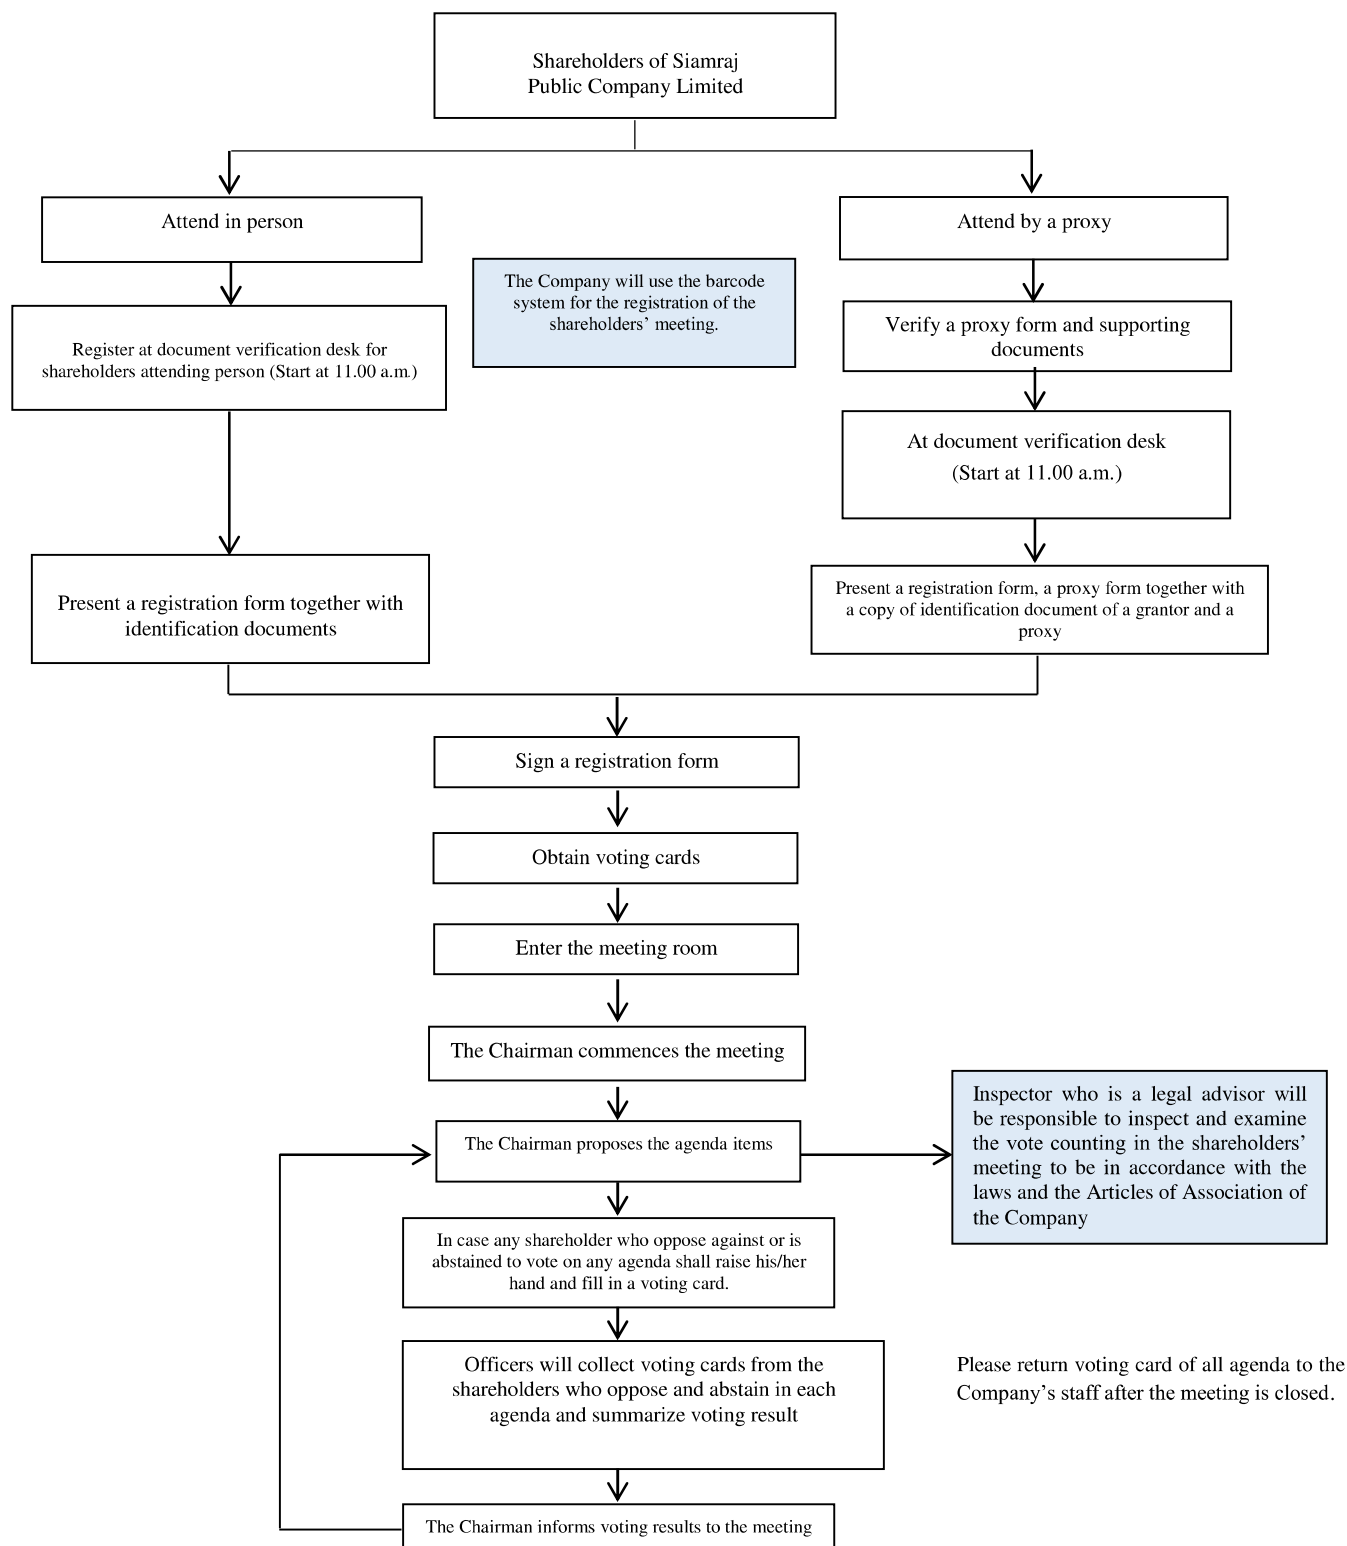 Shareholders of Siamraj
Public Company Limited
Attend in person
Attend by a proxy
The Company will use the barcode
system for the registration of the
shareholders’ meeting.
Register at document verification desk for
shareholders attending person (Start at 11.00 a.m.)
Verify a proxy form and supporting
documents
At document verification desk
(Start at 11.00 a.m.)
Present a registration form together with
identification documents
Present a registration form, a proxy form together with
a copy of identification document of a grantor and a
proxy
Sign a registration form
Obtain voting cards
Enter the meeting room
The Chairman commences the meeting
The Chairman proposes the agenda items
Inspector who is a legal advisor will
be responsible to inspect and examine
the vote counting in the shareholders’
meeting to be in accordance with the
laws and the Articles of Association of
the Company
In case any shareholder who oppose against or is
abstained to vote on any agenda shall raise his/her
hand and fill in a voting card.
Officers will collect voting cards from the
shareholders who oppose and abstain in each
agenda and summarize voting result
Please return voting card of all agenda to the
Company’s staff after the meeting is closed.
The Chairman informs voting results to the meeting